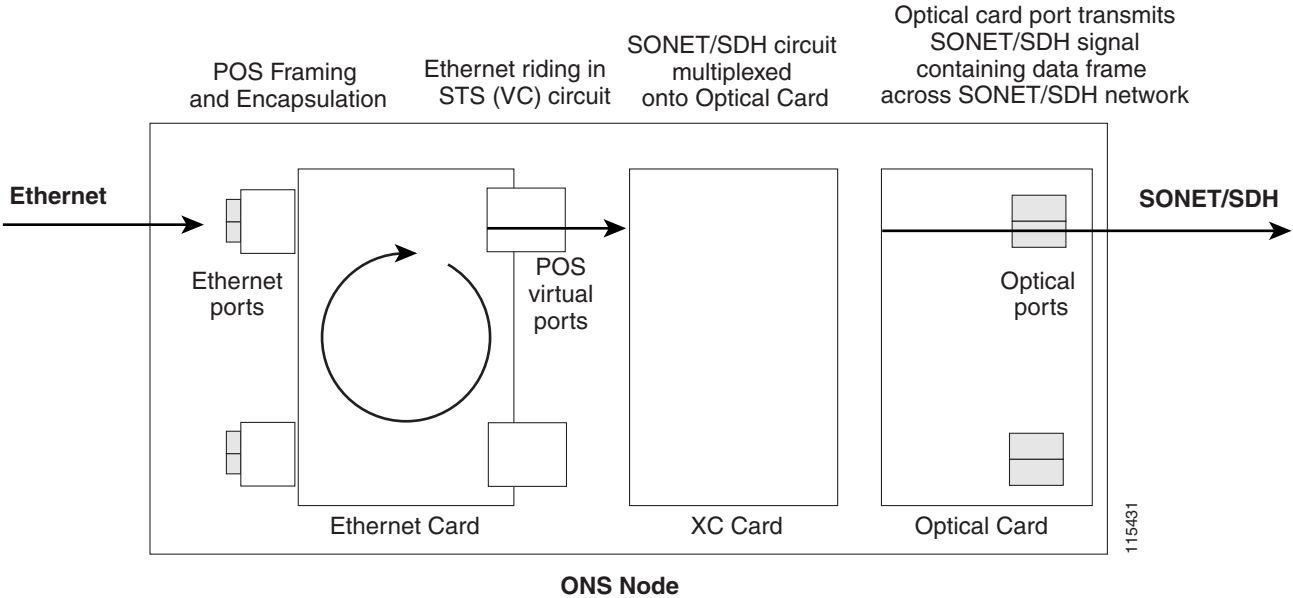 POS Framing
and Encapsulation
Ethernet riding in
STS (VC) circuit
SONET/SDH circuit
multiplexed
onto Optical Card
Optical card port transmits
SONET/SDH signal
containing data frame
across SONET/SDH network
Ethernet
SONET/SDH
Ethernet
ports
POS
virtual
ports
Optical
ports
Ethernet Card
XC Card
Optical Card
115431
ONS Node